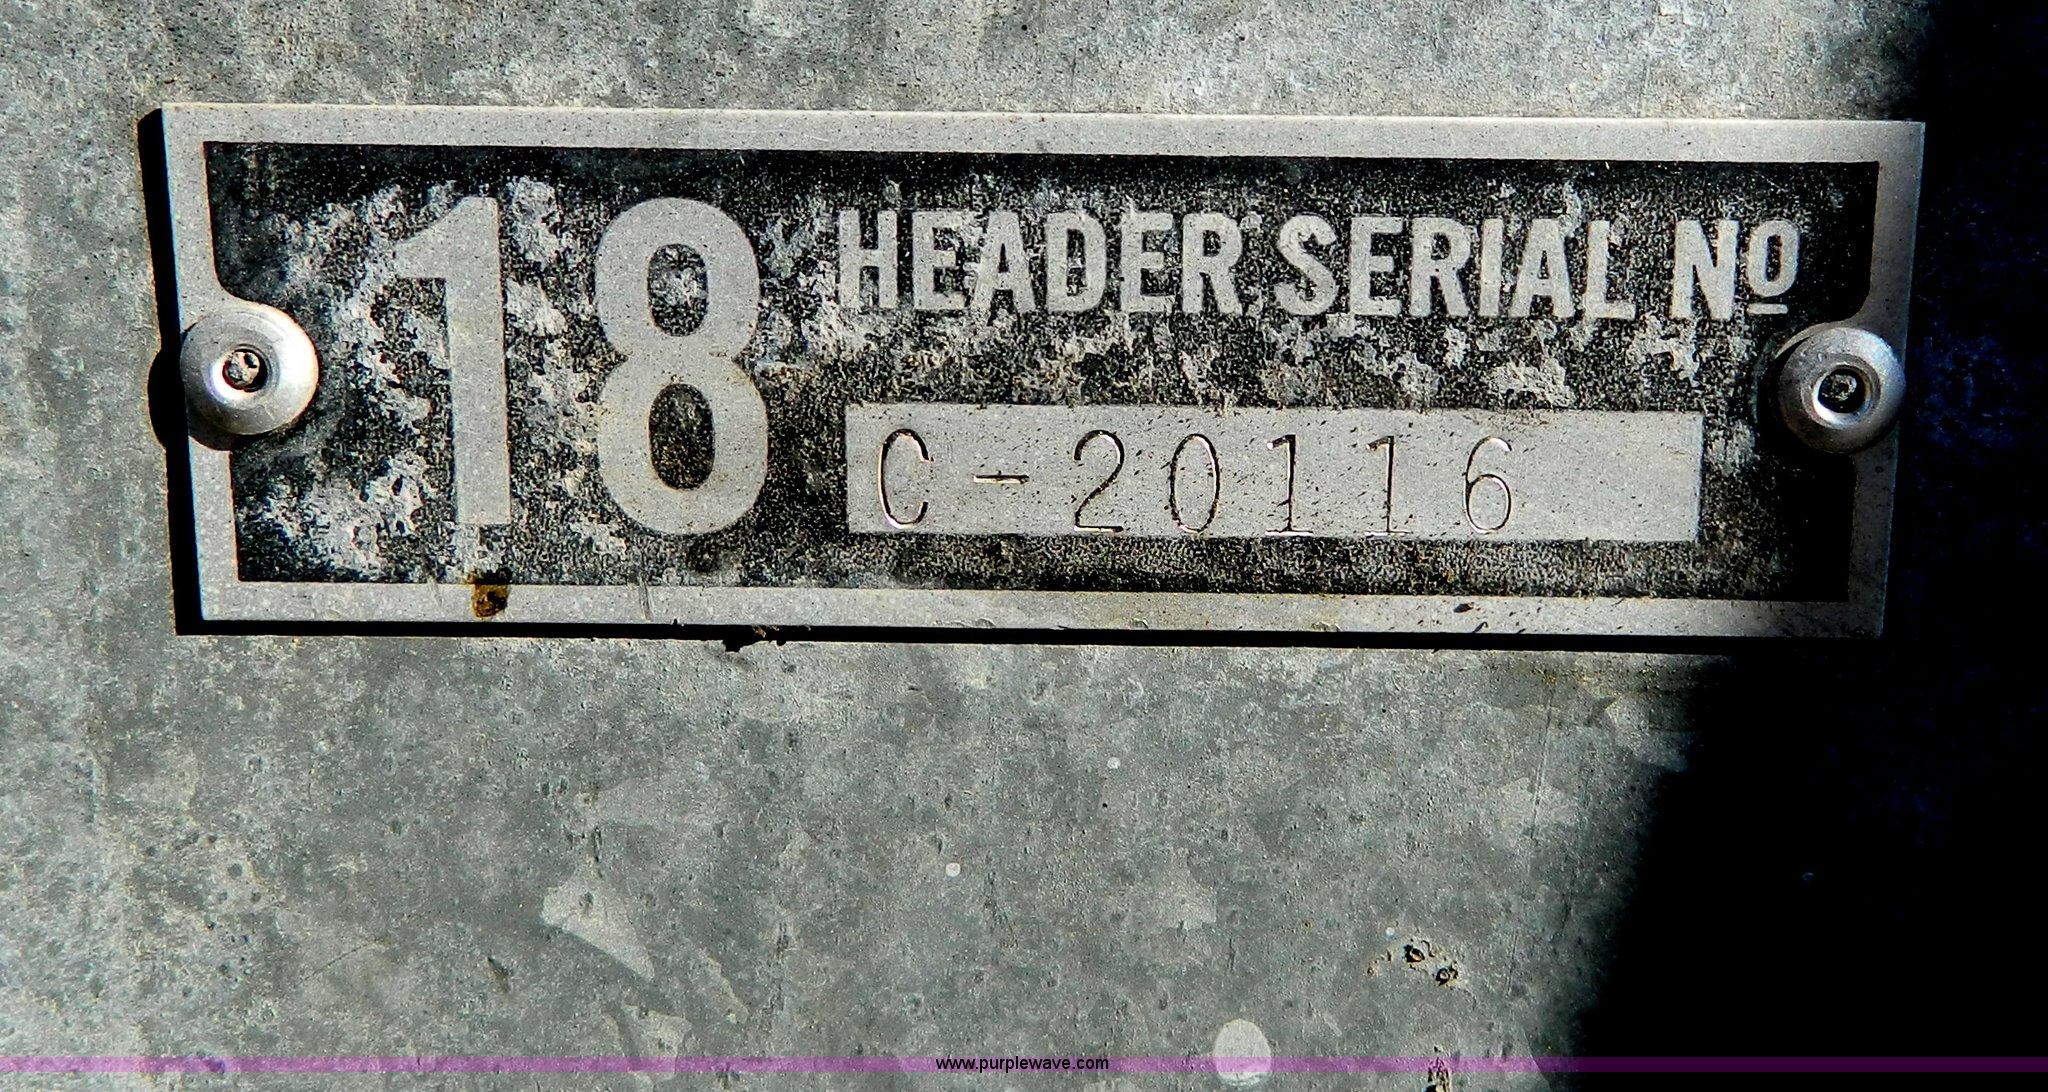 18 HEADER SERIAL Nº
C-20116
www.purplewave.com